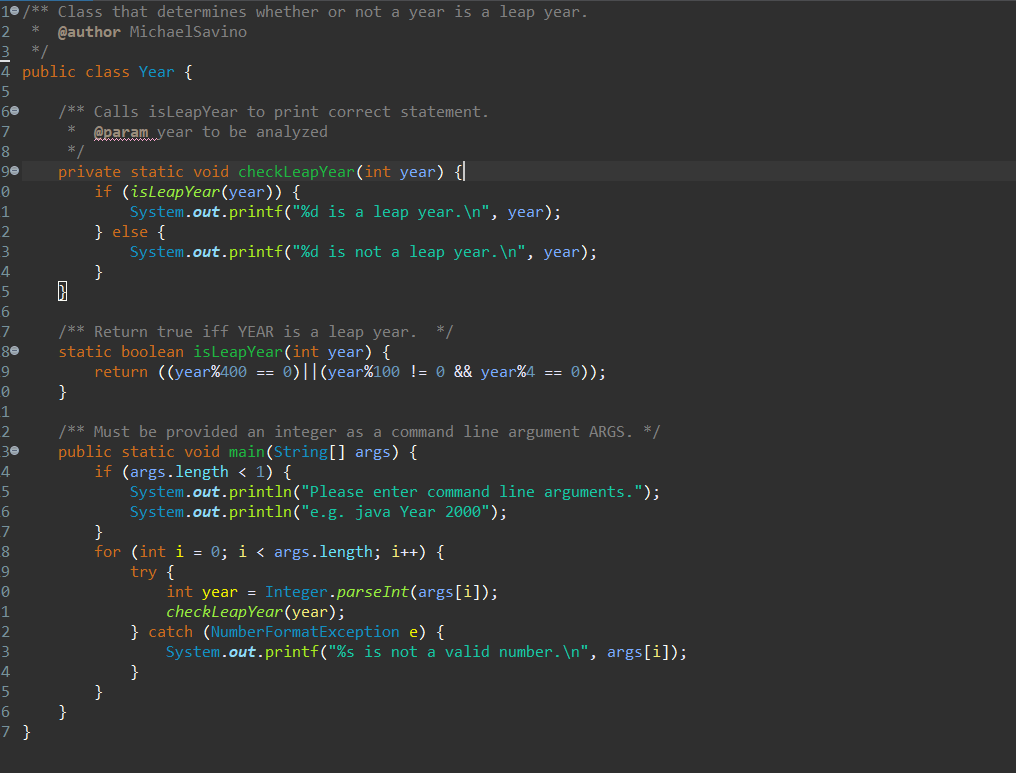 1 /** Class that determines whether or not a year is a leap year.
2  *  @author MichaelSavino
3  */
4 public class Year {
5
6     /** Calls isLeapYear to print correct statement.
7      *  @param year to be analyzed
8      */
9     private static void checkLeapYear(int year) {
0         if (isLeapYear(year)) {
1             System.out.printf("%d is a leap year.\n", year);
2         } else {
3             System.out.printf("%d is not a leap year.\n", year);
4         }
5     }
6
7     /** Return true iff YEAR is a leap year.  */
8     static boolean isLeapYear(int year) {
9         return ((year%400 == 0)||(year%100 != 0 && year%4 == 0));
0     }
1
2     /** Must be provided an integer as a command line argument ARGS. */
3     public static void main(String[] args) {
4         if (args.length < 1) {
5             System.out.println("Please enter command line arguments.");
6             System.out.println("e.g. java Year 2000");
7         }
8         for (int i = 0; i < args.length; i++) {
9             try {
0                 int year = Integer.parseInt(args[i]);
1                 checkLeapYear(year);
2             } catch (NumberFormatException e) {
3                 System.out.printf("%s is not a valid number.\n", args[i]);
4             }
5         }
6     }
7 }